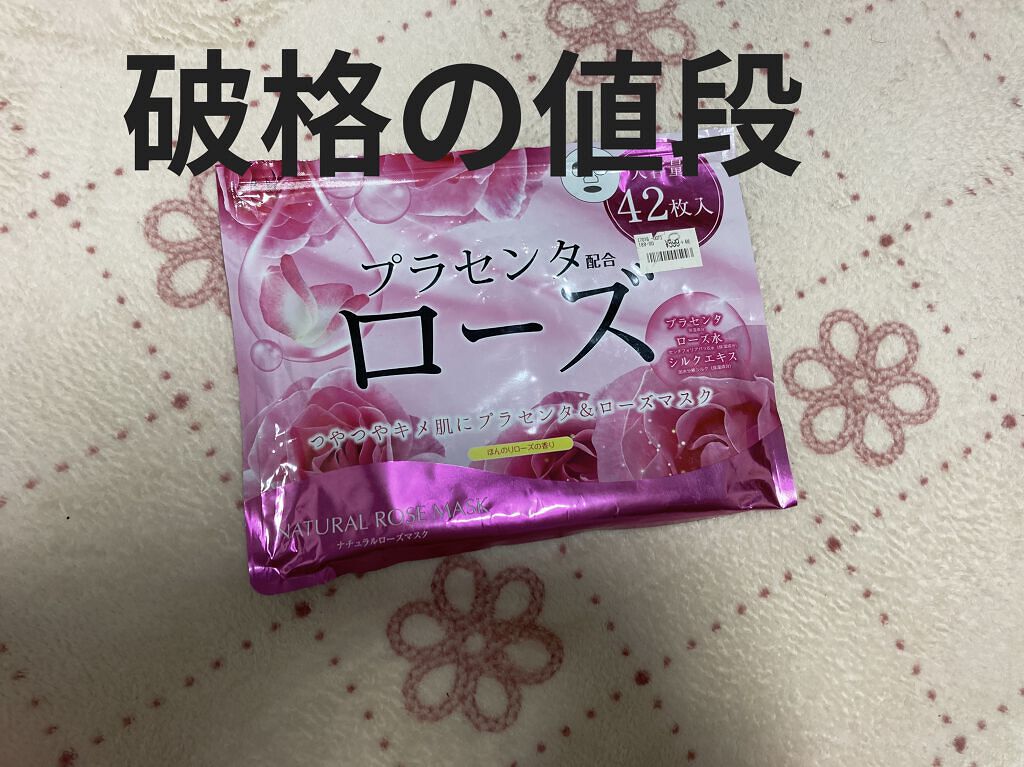 破格の値段
大容量
42枚入
¥399
プラセンタ配合
ローズ
プラセンタ
ローズ水
シルクエキス
つやつやキメ肌にプラセンタ&ローズマスク
ほんのりローズの香り
NATURAL ROSE MASK
ナチュラルローズマスク